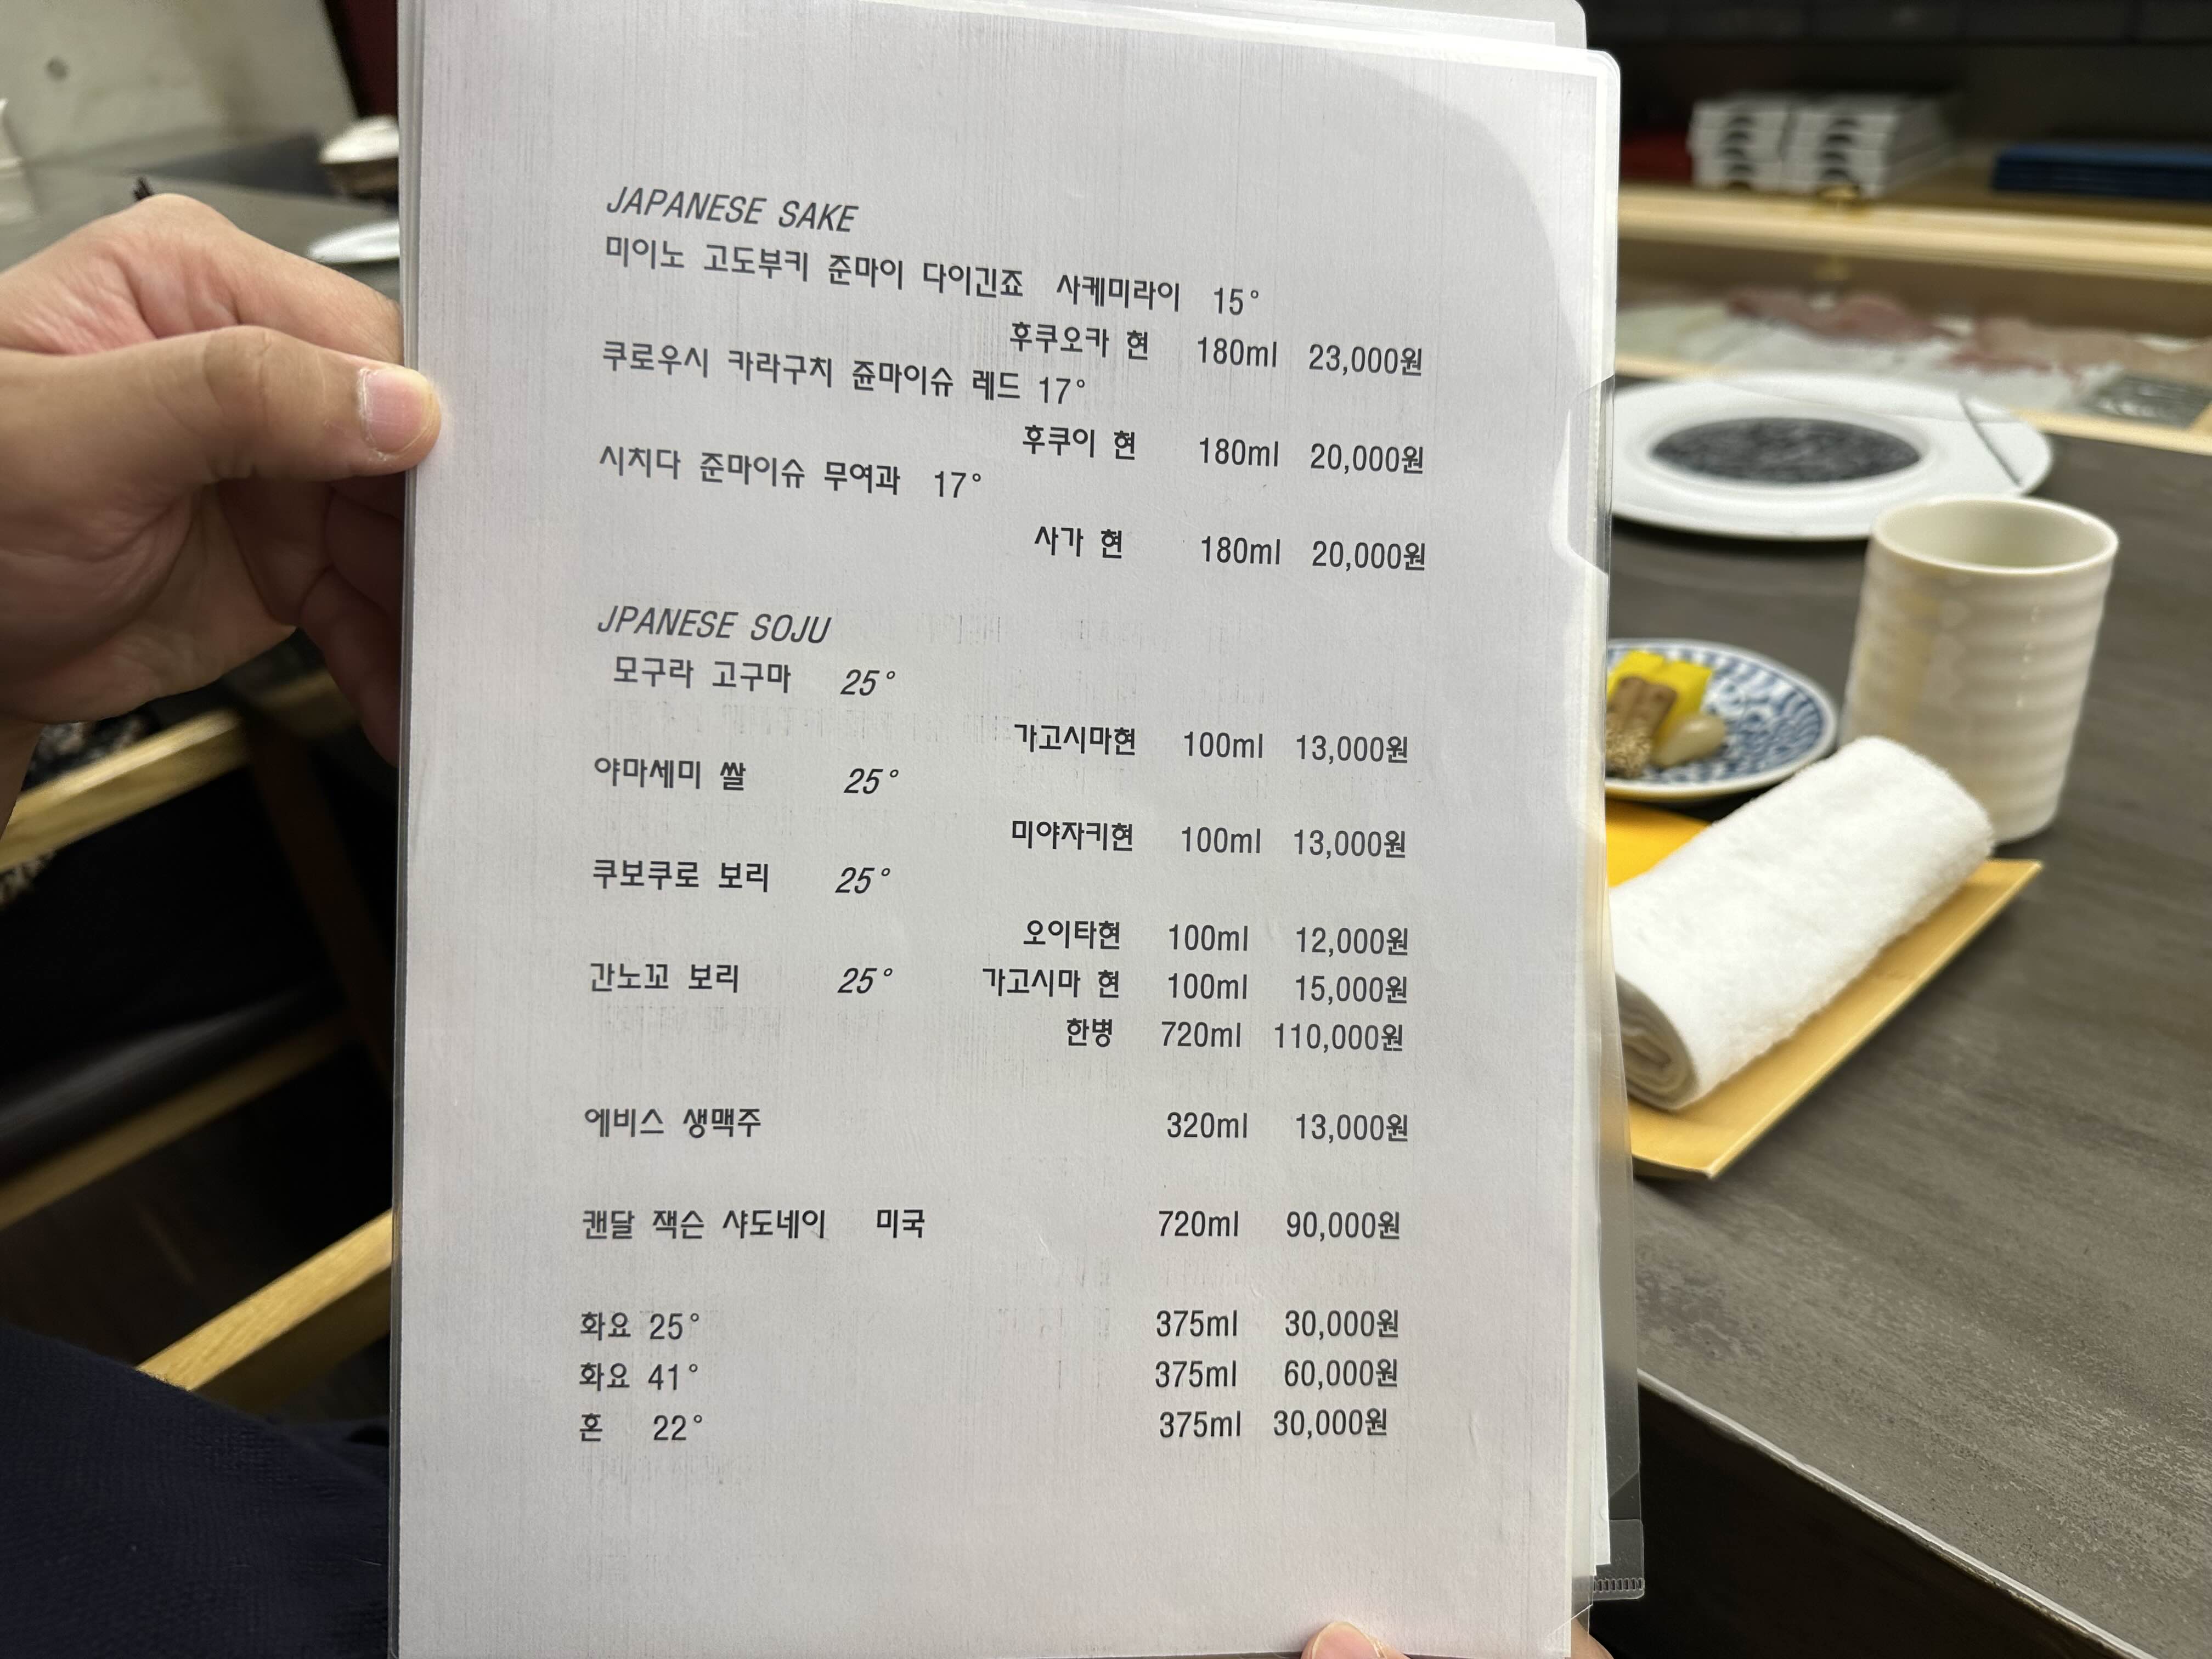 JAPANESE SAKE
미이노 고도부키 준마이 다이긴죠 사케미라이 15°
후쿠오카 현 180ml 23,000원
쿠로우시 카라구치 쥰마이슈 레드 17°
후쿠이 현 180ml 20,000원
시치다 준마이슈 무여과 17°
사가 현 180ml 20,000원
JPANESE SOJU
모구라 고구마 25°
가고시마현 100ml 13,000원
야마세미 쌀 25°
미야자키현 100ml 13,000원
쿠보쿠로 보리 25°
오이타현 100ml 12,000원
간노꼬 보리 25° 가고시마 현 100ml 15,000원
한병 720ml 110,000원
에비스 생맥주 320ml 13,000원
캔달 잭슨 샤도네이 미국 720ml 90,000원
화요 25° 375ml 30,000원
화요 41° 375ml 60,000원
혼 22° 375ml 30,000원